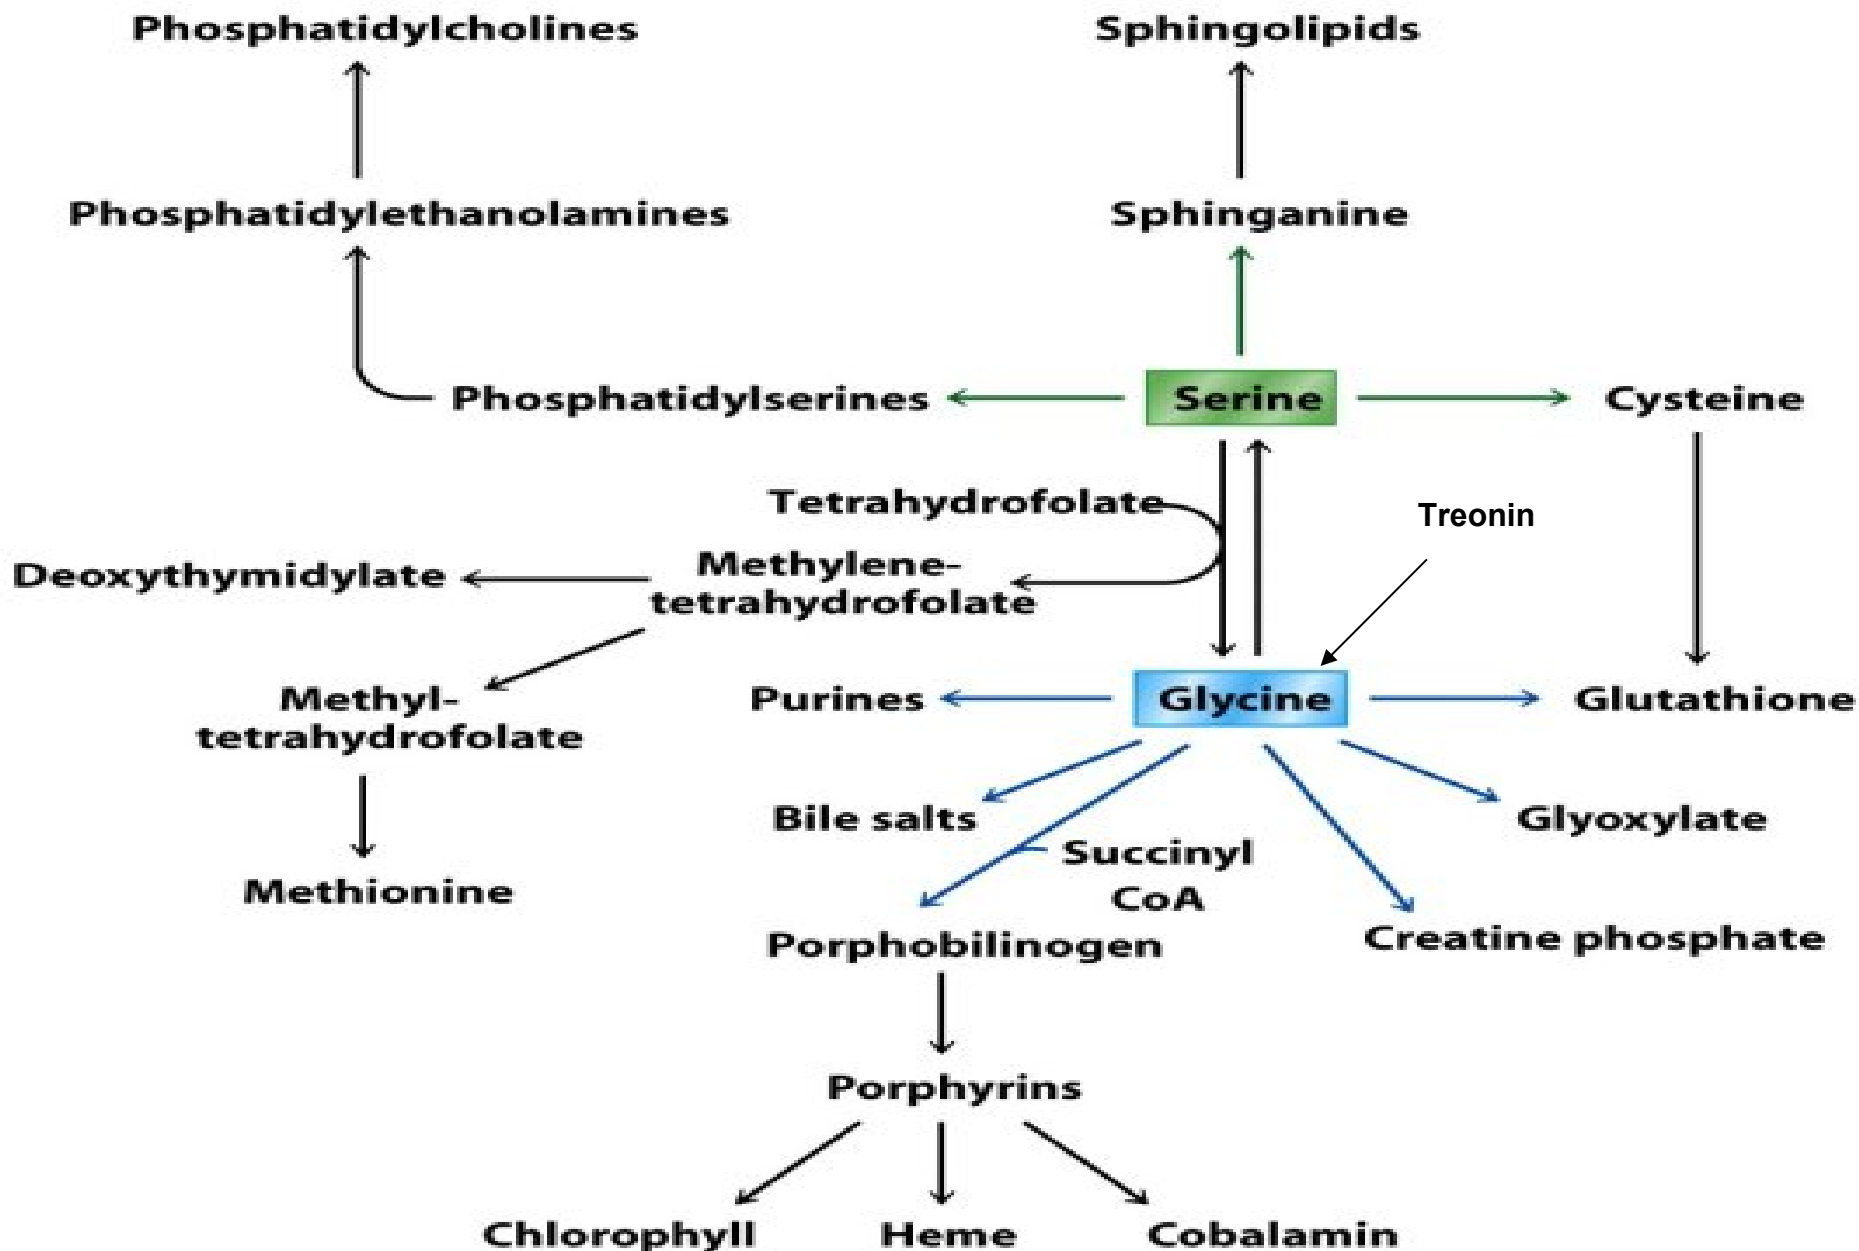 Phosphatidylcholines
Sphingolipids
Phosphatidylethanolamines
Sphinganine
Phosphatidylserines
Serine
Cysteine
Tetrahydrofolate
Treonin
Deoxythymidylate
Methylene-
tetrahydrofolate
Methyl-
tetrahydrofolate
Purines
Glycine
Glutathione
Bile salts
Glyoxylate
Succinyl
CoA
Methionine
Porphobilinogen
Creatine phosphate
Porphyrins
Chlorophyll
Heme
Cobalamin